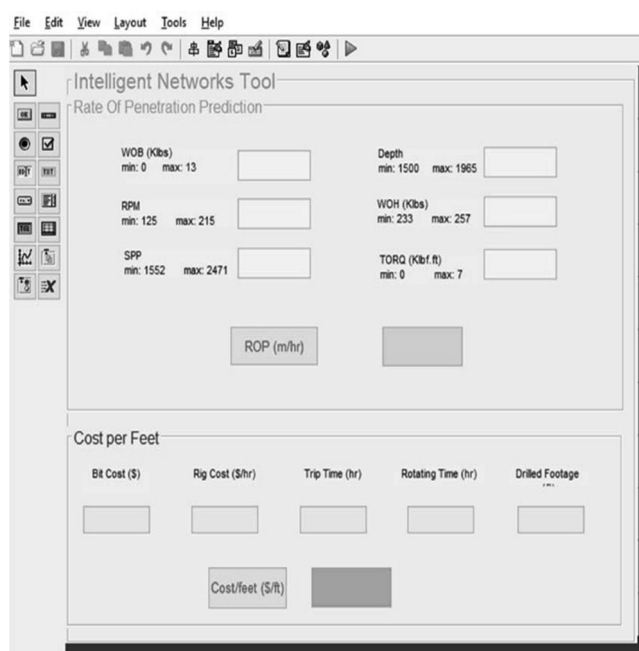 File Edit View Layout Tools Help
Intelligent Networks Tool
Rate Of Penetration Prediction
WOB (Klbs)
min: 0 max: 13
Depth
min: 1500 max: 1965
RPM
min: 125 max: 215
WOH (Klbs)
min: 233 max: 257
SPP
min: 1552 max: 2471
TORQ (Klbf.ft)
min: 0 max: 7
ROP (m/hr)
Cost per Feet
Bit Cost ($) Rig Cost ($/hr) Trip Time (hr) Rotating Time (hr) Drilled Footage
Cost/feet ($/ft)